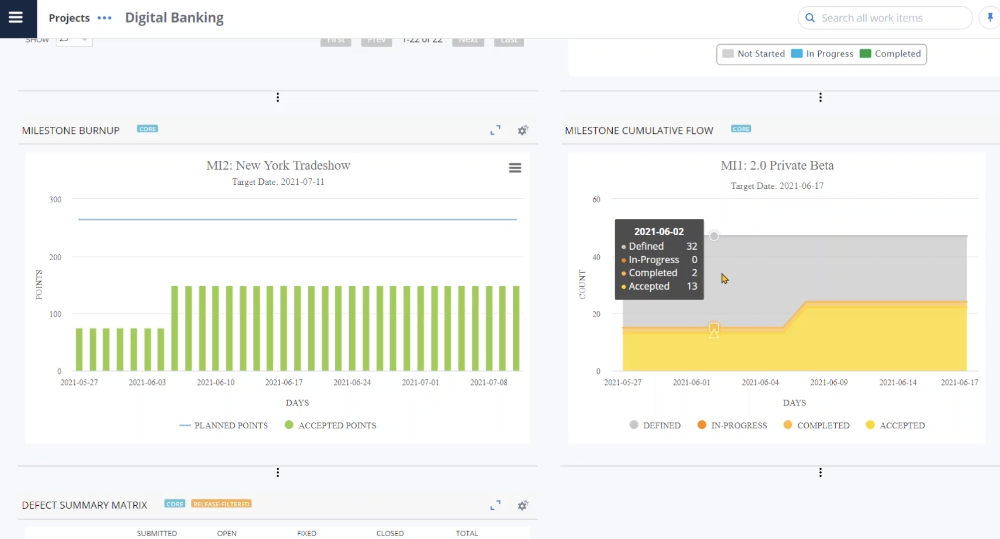 Projects ••• Digital Banking
Search all work items
SHOW 25
First Prev 1-22 of 22 Next Last
Not Started In Progress Completed
MILESTONE BURNUP CORE
MI2: New York Tradeshow
Target Date: 2021-07-11
300
200
100
0
POINTS
2021-05-27 2021-06-03 2021-06-10 2021-06-17 2021-06-24 2021-07-01 2021-07-08
DAYS
PLANNED POINTS ACCEPTED POINTS
MILESTONE CUMULATIVE FLOW CORE
MI1: 2.0 Private Beta
Target Date: 2021-06-17
60
40
20
0
COUNT
2021-06-02
Defined 32
In-Progress 0
Completed 2
Accepted 13
2021-05-27 2021-06-01 2021-06-04 2021-06-09 2021-06-14 2021-06-17
DAYS
DEFINED IN-PROGRESS COMPLETED ACCEPTED
DEFECT SUMMARY MATRIX CORE RELEASE-FILTERED
SUBMITTED OPEN FIXED CLOSED TOTAL